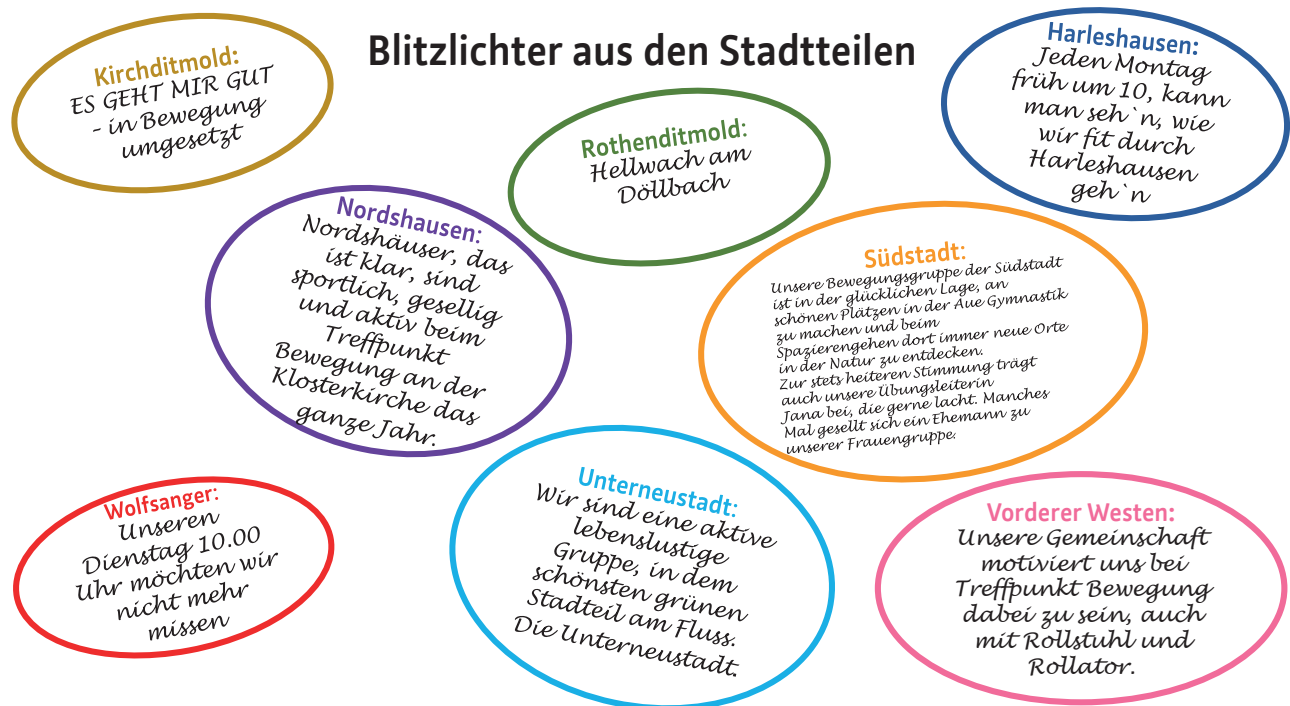 Blitzlichter aus den Stadtteilen
Kirchditmold:
ES GEHT MIR GUT
– in Bewegung
umgesetzt
Rothenditmold:
Hellwach am
Döllbach
Harleshausen:
Jeden Montag
früh um 10, kann
man seh`n, wie
wir fit durch
Harleshausen
geh`n
Nordshausen:
Nordshäuser, das
ist klar, sind
sportlich, gesellig
und aktiv beim
Treffpunkt
Bewegung an der
Klosterkirche das
ganze Jahr.
Südstadt:
Unsere Bewegungsgruppe der Südstadt
ist in der glücklichen Lage, an
schönen Plätzen in der Aue Gymnastik
zu machen und beim
Spazierengehen dort immer neue Orte
in der Natur zu entdecken.
Zur stets heiteren Stimmung trägt
auch unsere Übungsleiterin
Jana bei, die gerne lacht. Manches
Mal gesellt sich ein Ehemann zu
unserer Frauengruppe.
Wolfsanger:
Unseren
Dienstag 10.00
Uhr möchten wir
nicht mehr
missen
Unterneustadt:
Wir sind eine aktive
lebenslustige
Gruppe, in dem
schönsten grünen
Stadteil am Fluss.
Die Unterneustadt.
Vorderer Westen:
Unsere Gemeinschaft
motiviert uns bei
Treffpunkt Bewegung
dabei zu sein, auch
mit Rollstuhl und
Rollator.